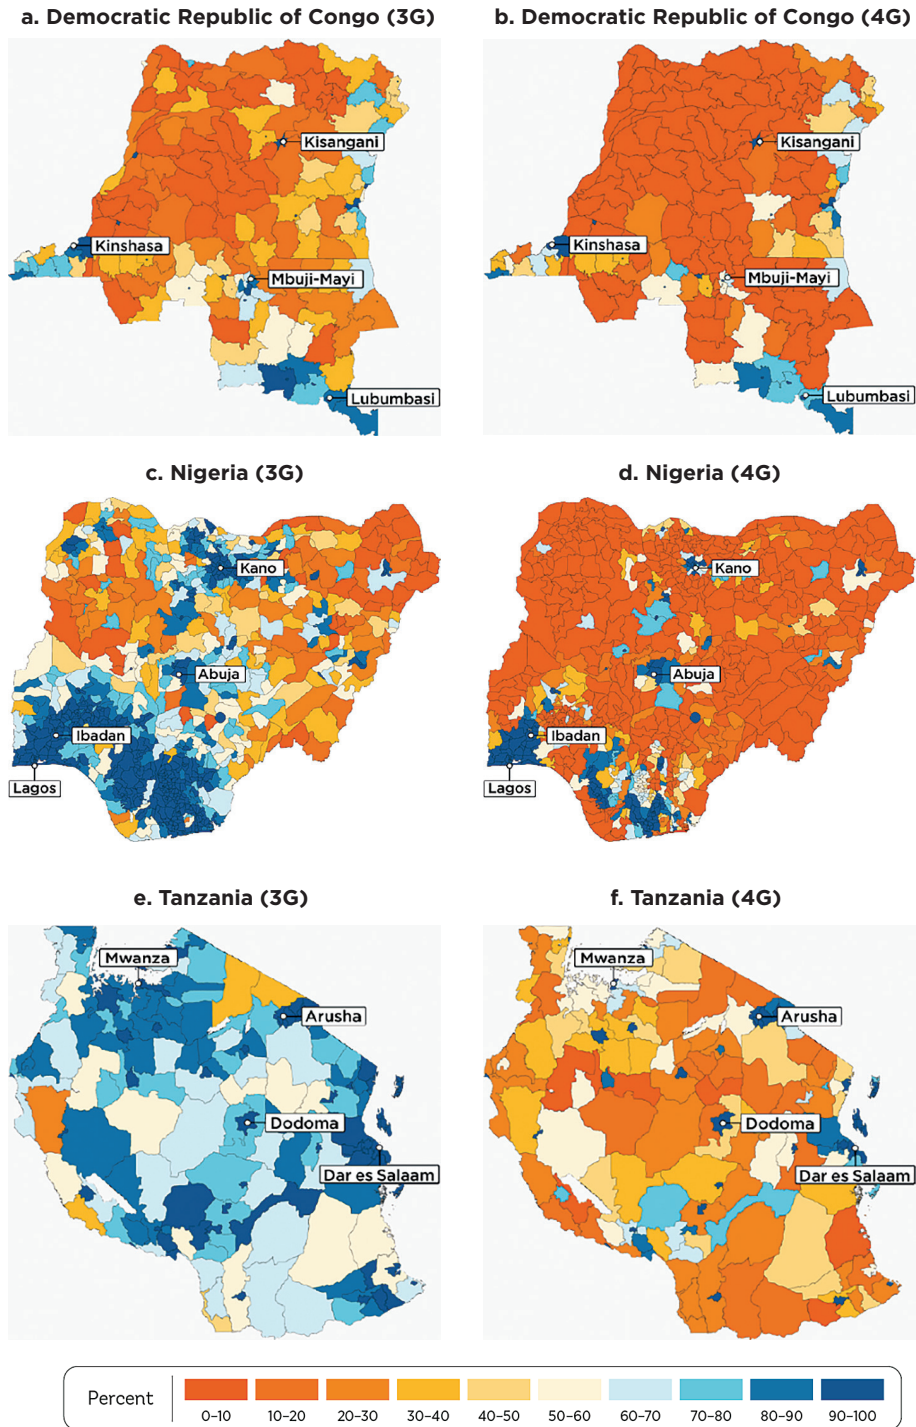 a. Democratic Republic of Congo (3G)
b. Democratic Republic of Congo (4G)
Kisangani
Kinshasa
Mbuji-Mayi
Lubumbasi
Kisangani
Kinshasa
Mbuji-Mayi
Lubumbasi
c. Nigeria (3G)
d. Nigeria (4G)
Kano
Abuja
Ibadan
Lagos
Kano
Abuja
Ibadan
Lagos
e. Tanzania (3G)
f. Tanzania (4G)
Mwanza
Arusha
Dodoma
Dar es Salaam
Mwanza
Arusha
Dodoma
Dar es Salaam
Percent
0–10 10–20 20–30 30–40 40–50 50–60 60–70 70–80 80–90 90–100